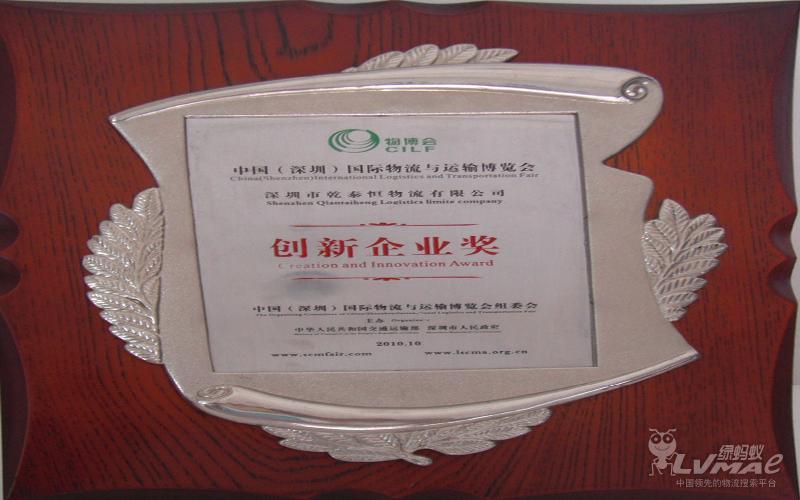 物博会
CILF
中国（深圳）国际物流与运输博览会
China(Shenzhen)International Logistics and Transportation Fair
深圳市乾泰恒物流有限公司
Shenzhen Qiantaiheng Logistics limite company
创新企业奖
Creation and Innovation Award
中国（深圳）国际物流与运输博览会组委会
主办 Organizer
中华人民共和国交通运输部 深圳市人民政府
2010.10
www.scmfair.com www.lscma.org.cn
绿蚂蚁
LVMAe
中国领先的物流搜索平台